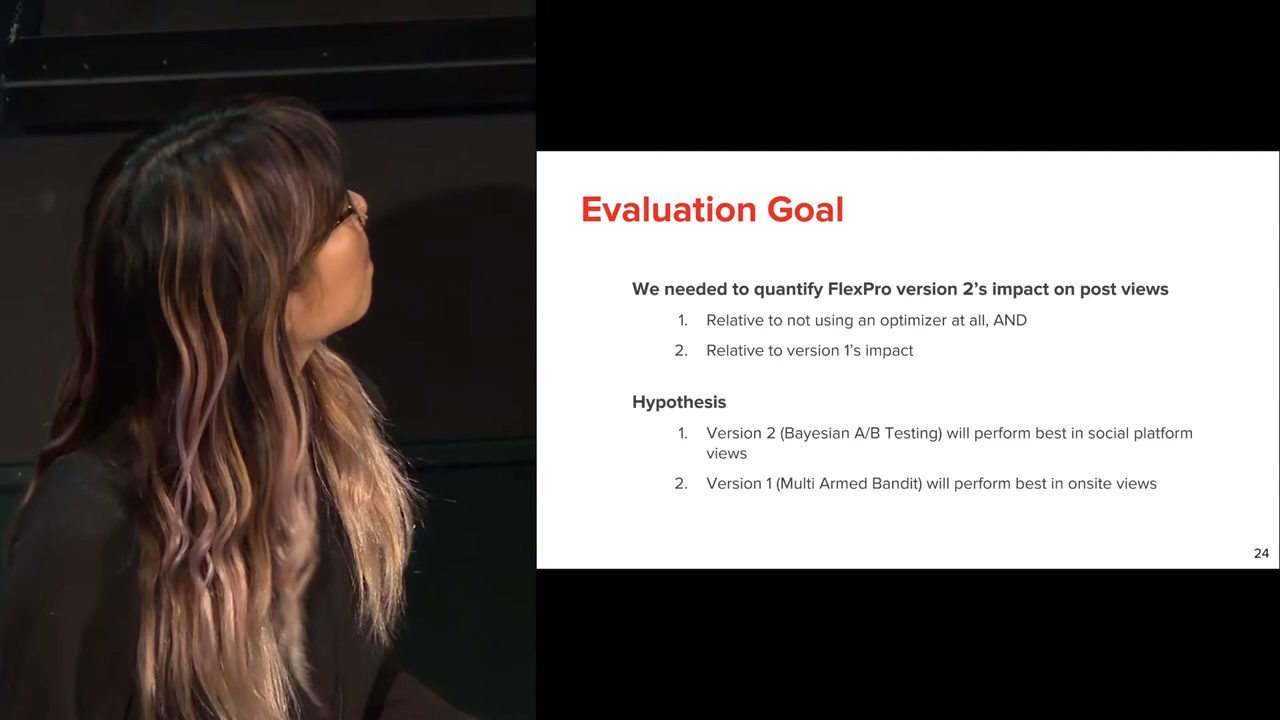 Evaluation Goal
We needed to quantify FlexPro version 2’s impact on post views
1. Relative to not using an optimizer at all, AND
2. Relative to version 1’s impact
Hypothesis
1. Version 2 (Bayesian A/B Testing) will perform best in social platform
views
2. Version 1 (Multi Armed Bandit) will perform best in onsite views
24